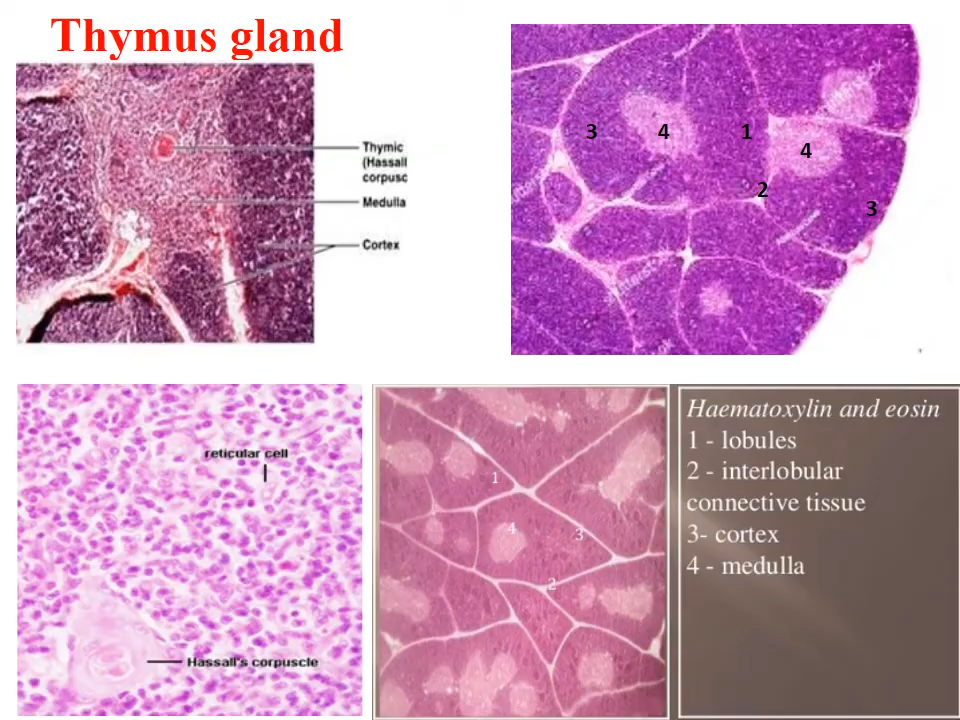 Thymus gland
Thymic
(Hassall
corpusc
Medulla
Cortex
3
4
1
4
2
3
reticular cell
Hassall's corpuscle
1
4
3
2
Haematoxylin and eosin
1 - lobules
2 - interlobular
connective tissue
3- cortex
4 - medulla